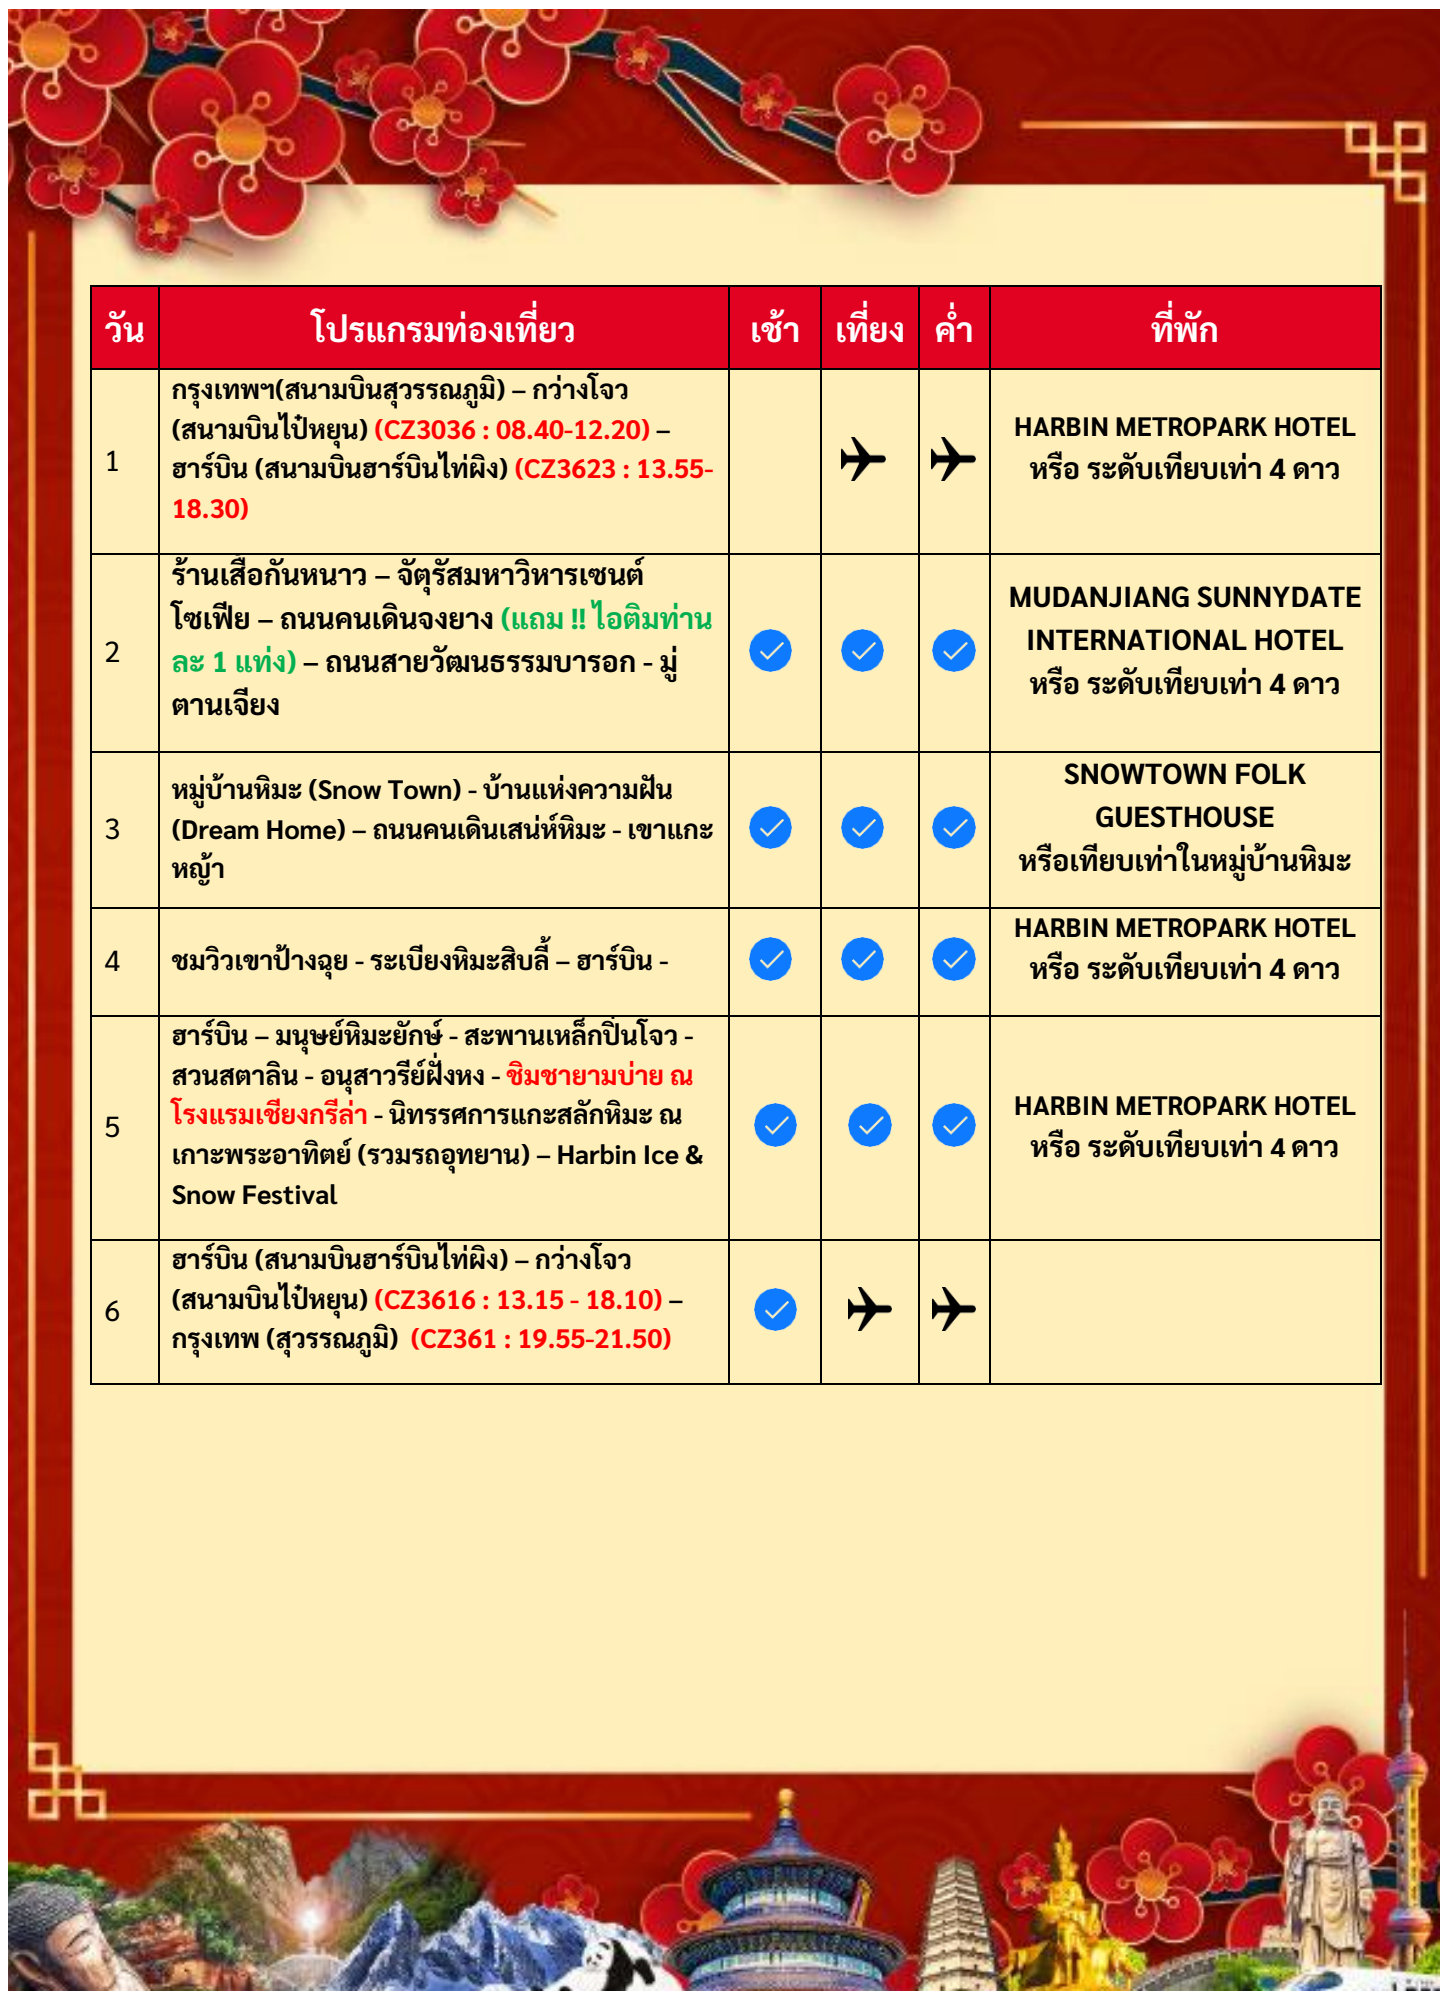 วัน โปรแกรมท่องเที่ยว เช้า เที่ยง ค่ำ ที่พัก
1
กรุงเทพฯ(สนามบินสุวรรณภูมิ) – กว่างโจว
(สนามบินไป๋หยุน) (CZ3036 : 08.40-12.20) –
ฮาร์บิน (สนามบินฮาร์บินไท่ผิง) (CZ3623 : 13.55-
18.30)
HARBIN METROPARK HOTEL
หรือ ระดับเทียบเท่า 4 ดาว
2
ร้านเสื้อกันหนาว – จัตุรัสมหาวิหารเซนต์
โซเฟีย – ถนนคนเดินจงยาง (แถม !! ไอติมท่าน
ละ 1 แท่ง) – ถนนสายวัฒนธรรมบารอก - มู่
ตานเจียง
MUDANJIANG SUNNYDATE
INTERNATIONAL HOTEL
หรือ ระดับเทียบเท่า 4 ดาว
3
หมู่บ้านหิมะ (Snow Town) - บ้านแห่งความฝัน
(Dream Home) – ถนนคนเดินเสน่ห์หิมะ - เขาแกะ
หญ้า
SNOWTOWN FOLK
GUESTHOUSE
หรือเทียบเท่าในหมู่บ้านหิมะ
4
ชมวิวเขาป้างฉุย - ระเบียงหิมะสิบลี้ – ฮาร์บิน -
HARBIN METROPARK HOTEL
หรือ ระดับเทียบเท่า 4 ดาว
5
ฮาร์บิน – มนุษย์หิมะยักษ์ - สะพานเหล็กปินโจว -
สวนสตาลิน - อนุสาวรีย์ฝั่งหง - ชิมชายามบ่าย ณ
โรงแรมเชียงกรีล่า - นิทรรศการแกะสลักหิมะ ณ
เกาะพระอาทิตย์ (รวมรถอุทยาน) – Harbin Ice &
Snow Festival
HARBIN METROPARK HOTEL
หรือ ระดับเทียบเท่า 4 ดาว
6
ฮาร์บิน (สนามบินฮาร์บินไท่ผิง) – กว่างโจว
(สนามบินไป๋หยุน) (CZ3616 : 13.15 - 18.10) –
กรุงเทพ (สุวรรณภูมิ) (CZ361 : 19.55-21.50)